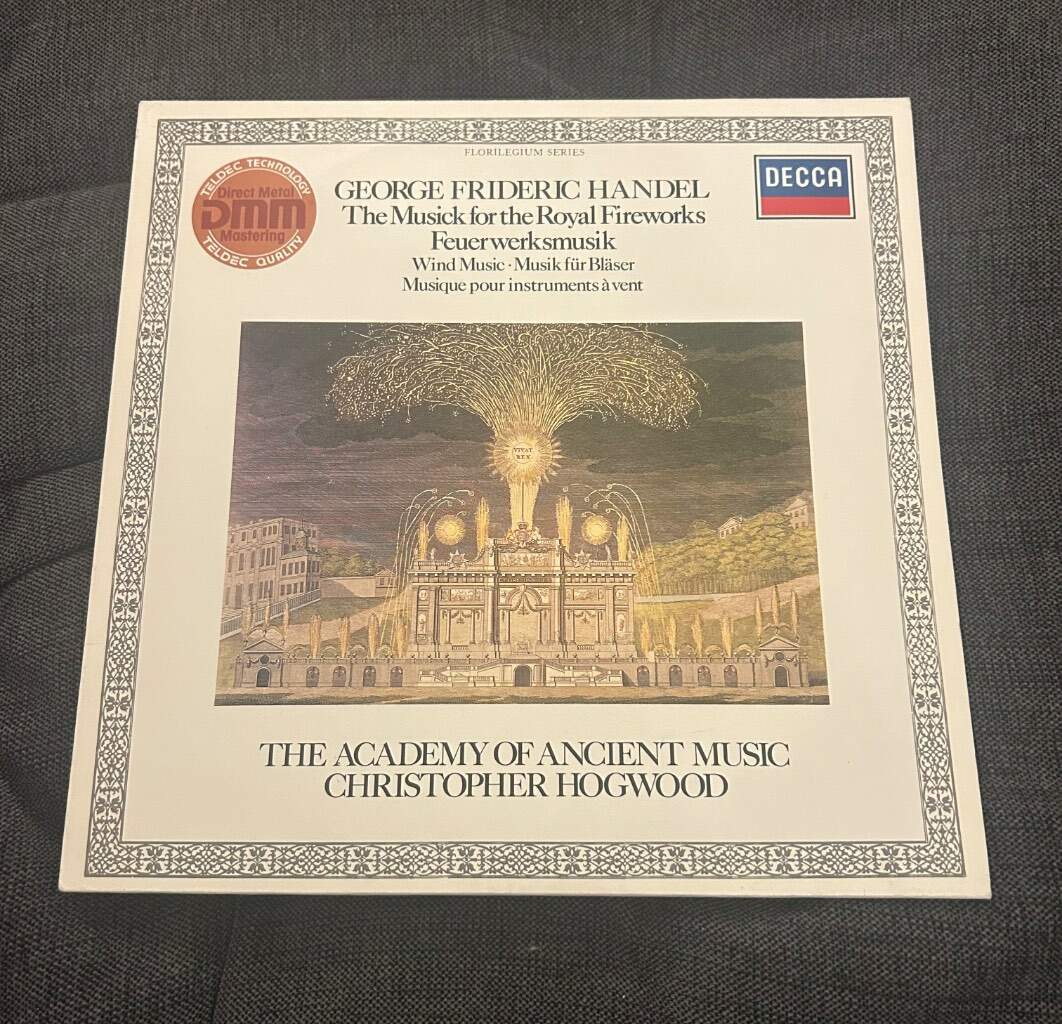 FLORILEGIUM SERIES
TELDEC TECHNOLOGY
Direct Metal
DMM
Mastering
TELDEC QUALITY
GEORGE FRIDERIC HANDEL
The Musick for the Royal Fireworks
Feuerwerksmusik
Wind Music · Musik für Bläser
Musique pour instruments à vent
DECCA
VIVAT
REX
THE ACADEMY OF ANCIENT MUSIC
CHRISTOPHER HOGWOOD